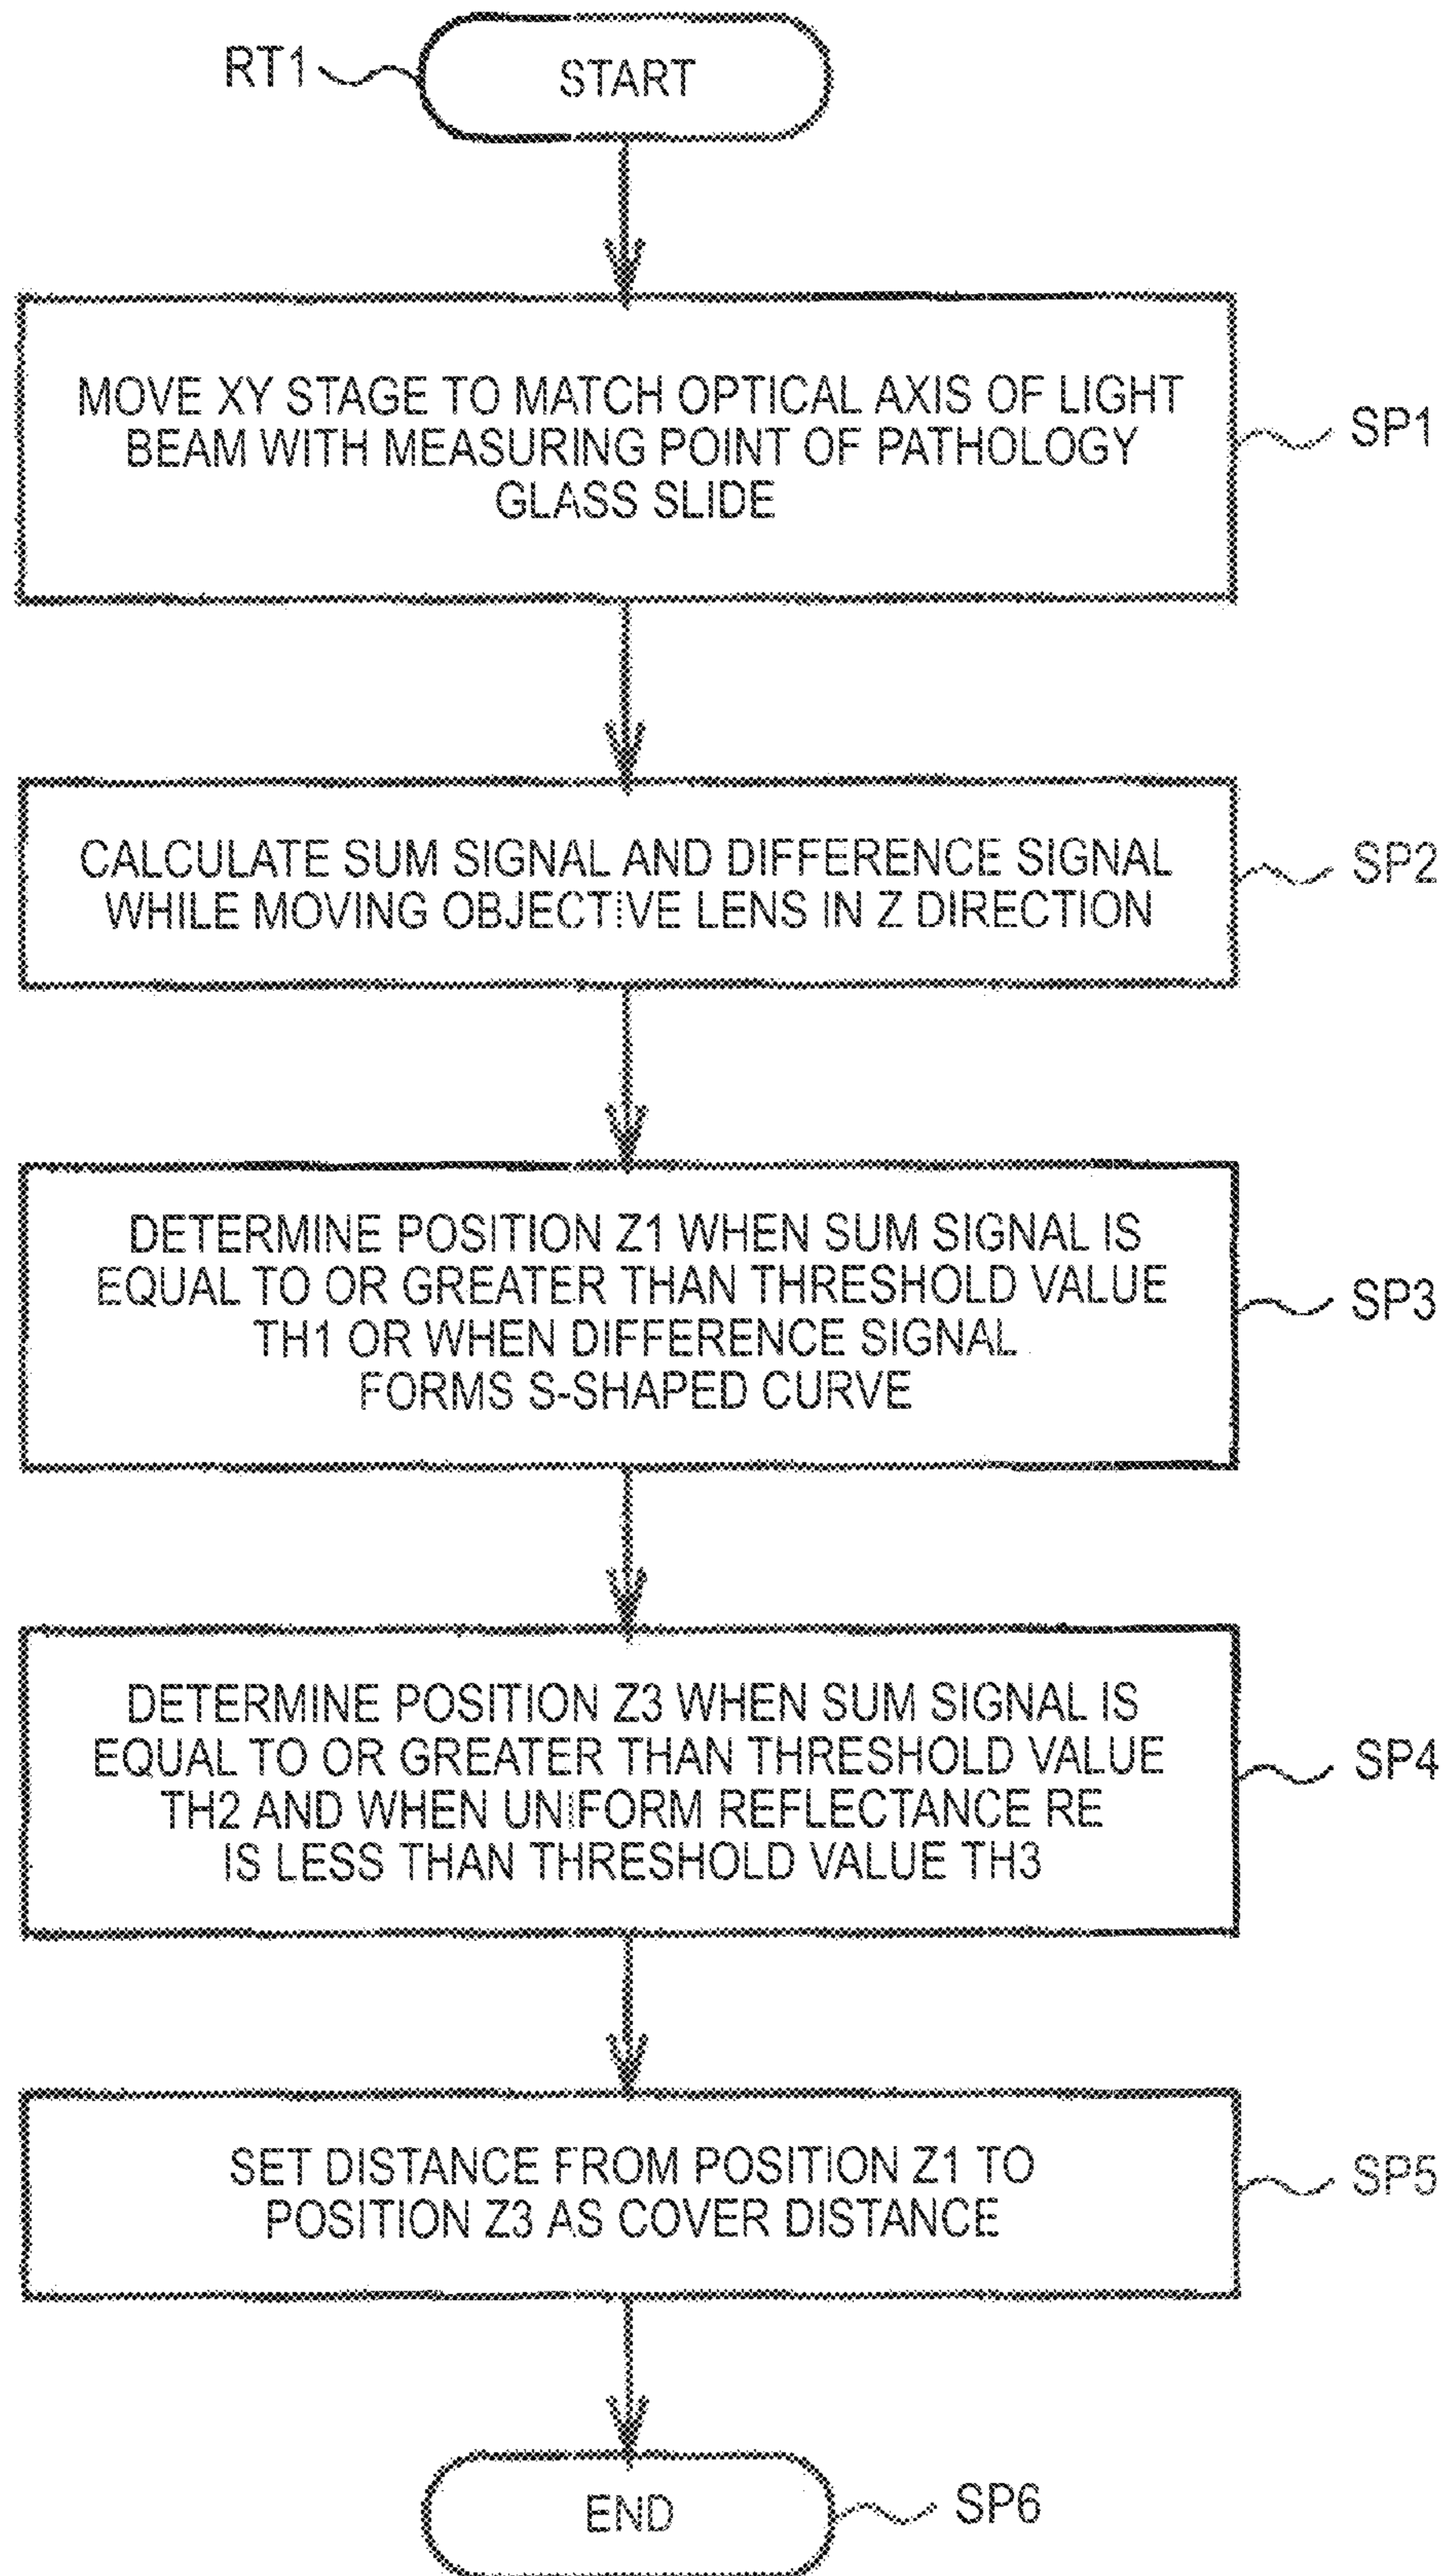 RT1
START
MOVE XY STAGE TO MATCH OPTICAL AXIS OF LIGHT
BEAM WITH MEASURING POINT OF PATHOLOGY
GLASS SLIDE
SP1
CALCULATE SUM SIGNAL AND DIFFERENCE SIGNAL
WHILE MOVING OBJECTIVE LENS IN Z DIRECTION
SP2
DETERMINE POSITION Z1 WHEN SUM SIGNAL IS
EQUAL TO OR GREATER THAN THRESHOLD VALUE
TH1 OR WHEN DIFFERENCE SIGNAL
FORMS S-SHAPED CURVE
SP3
DETERMINE POSITION Z3 WHEN SUM SIGNAL IS
EQUAL TO OR GREATER THAN THRESHOLD VALUE
TH2 AND WHEN UNIFORM REFLECTANCE RE
IS LESS THAN THRESHOLD VALUE TH3
SP4
SET DISTANCE FROM POSITION Z1 TO
POSITION Z3 AS COVER DISTANCE
SP5
END
SP6